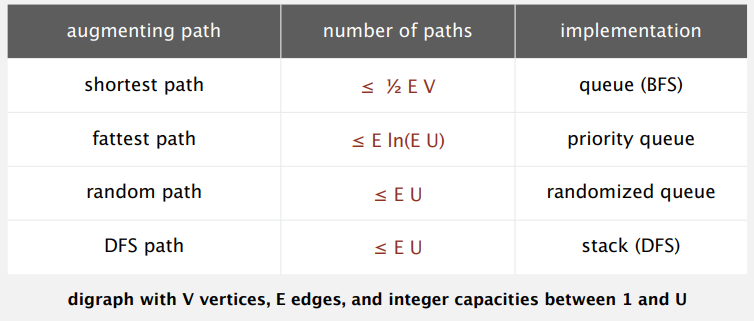 augmenting path number of paths implementation
shortest path ≤ ½ E V queue (BFS)
fattest path ≤ E ln(E U) priority queue
random path ≤ E U randomized queue
DFS path ≤ E U stack (DFS)
digraph with V vertices, E edges, and integer capacities between 1 and U